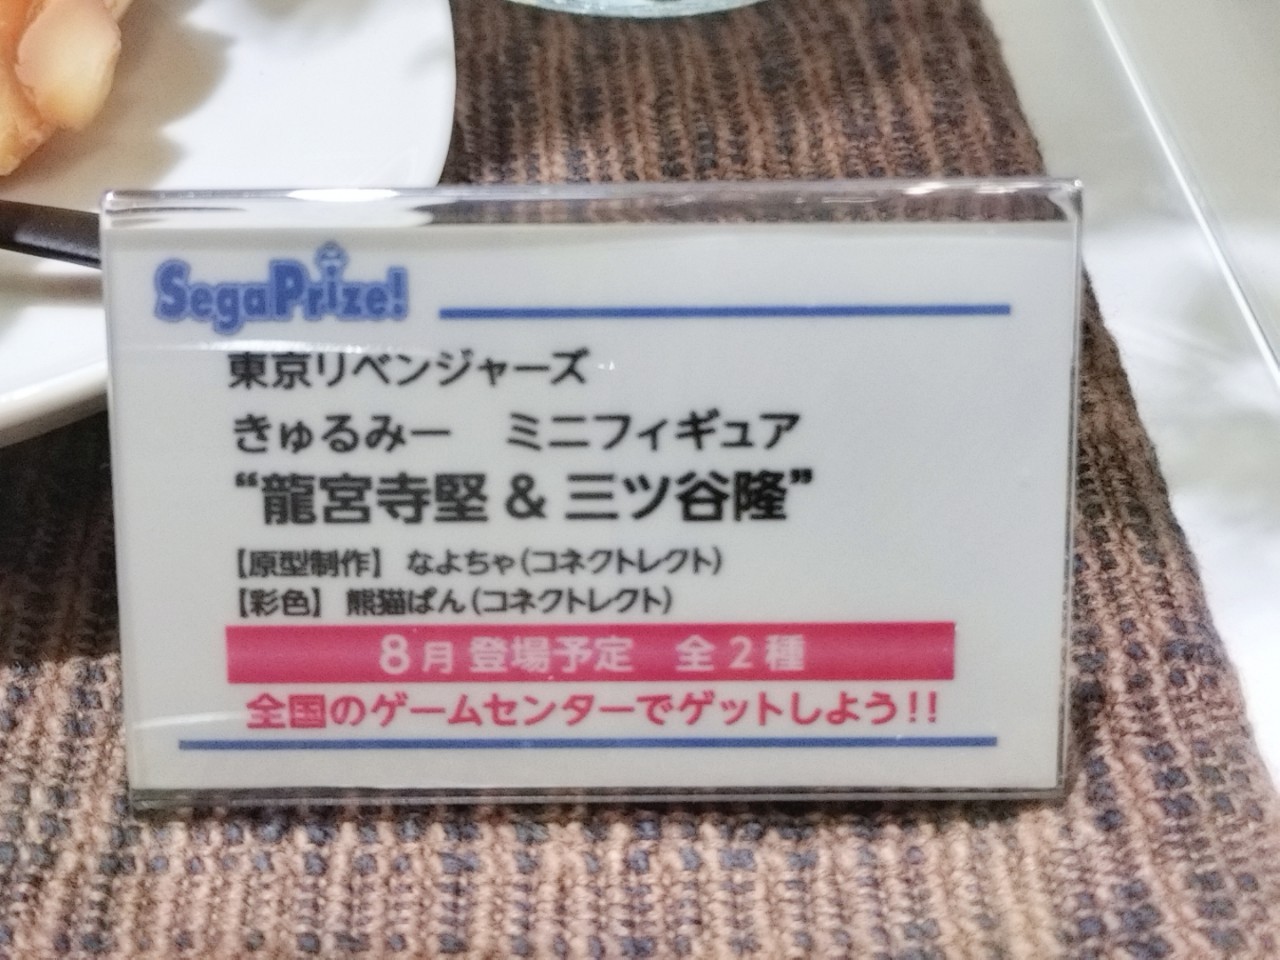 SegaPrize!
東京リベンジャーズ
きゅるみー　ミニフィギュア
“龍宮寺堅 & 三ツ谷隆”
【原型制作】 なよちゃ(コネクトレクト)
【彩色】 熊猫ぱん(コネクトレクト)
8月 登場予定　全2種
全国のゲームセンターでゲットしよう!!